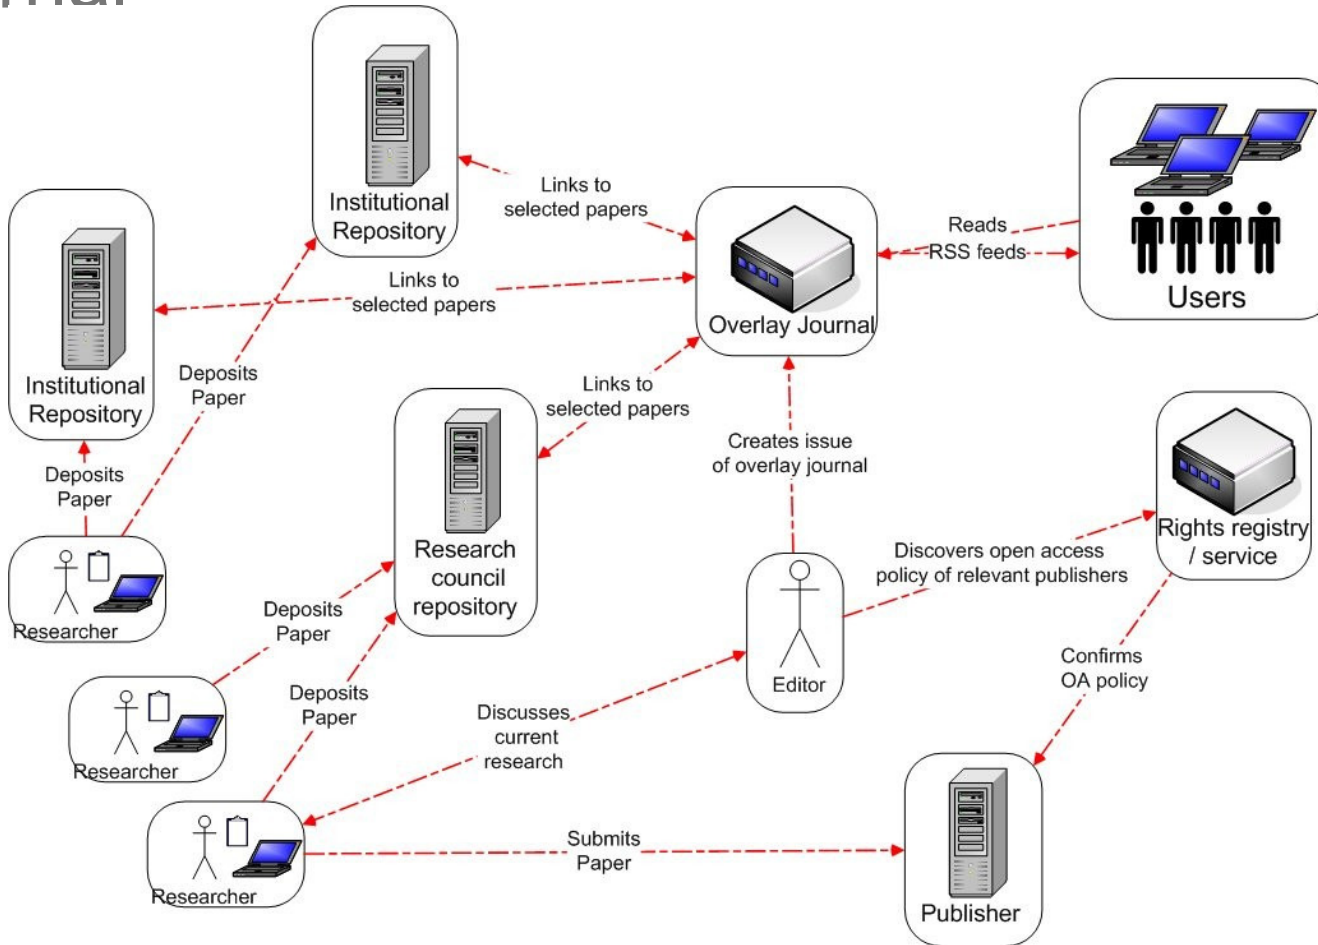 Institutional
Repository
Links to
selected papers
Reads
RSS feeds
Users
Links to
selected papers
Overlay Journal
Institutional
Repository
Deposits
Paper
Links to
selected papers
Deposits
Paper
Creates issue
of overlay journal
Research
council
repository
Rights registry
/ service
Discovers open access
policy of relevant publishers
Researcher
Deposits
Paper
Editor
Confirms
OA policy
Deposits
Paper
Discusses
current
research
Researcher
Submits
Paper
Researcher
Publisher